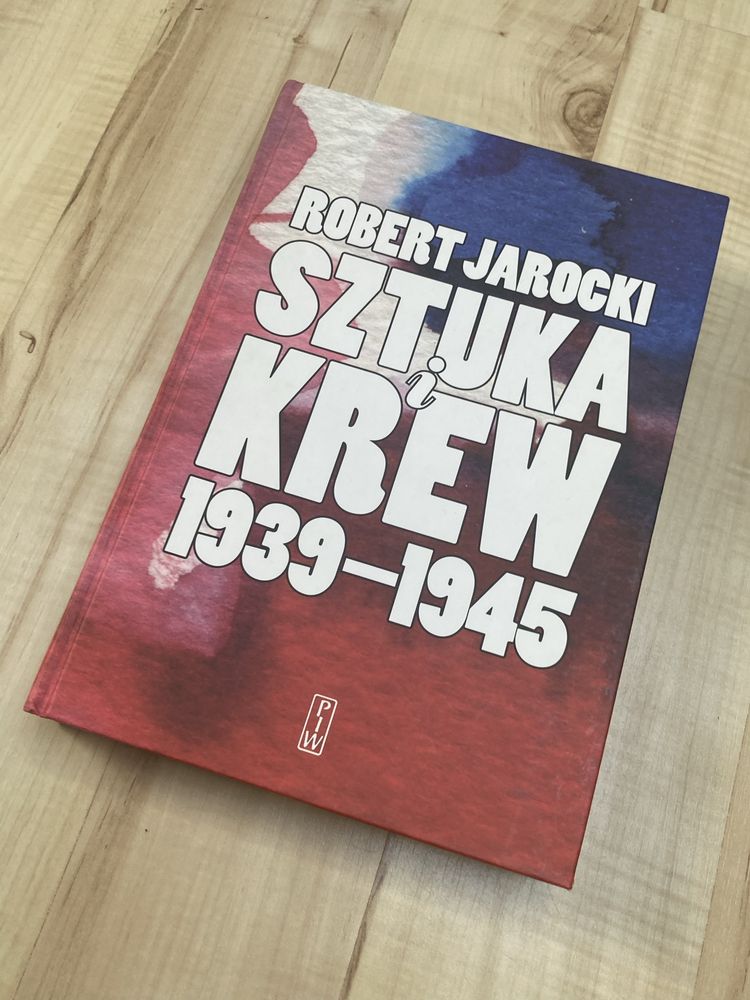 ROBERT JAROCKI
SZTUKA
i
KREW
1939–1945
PIW